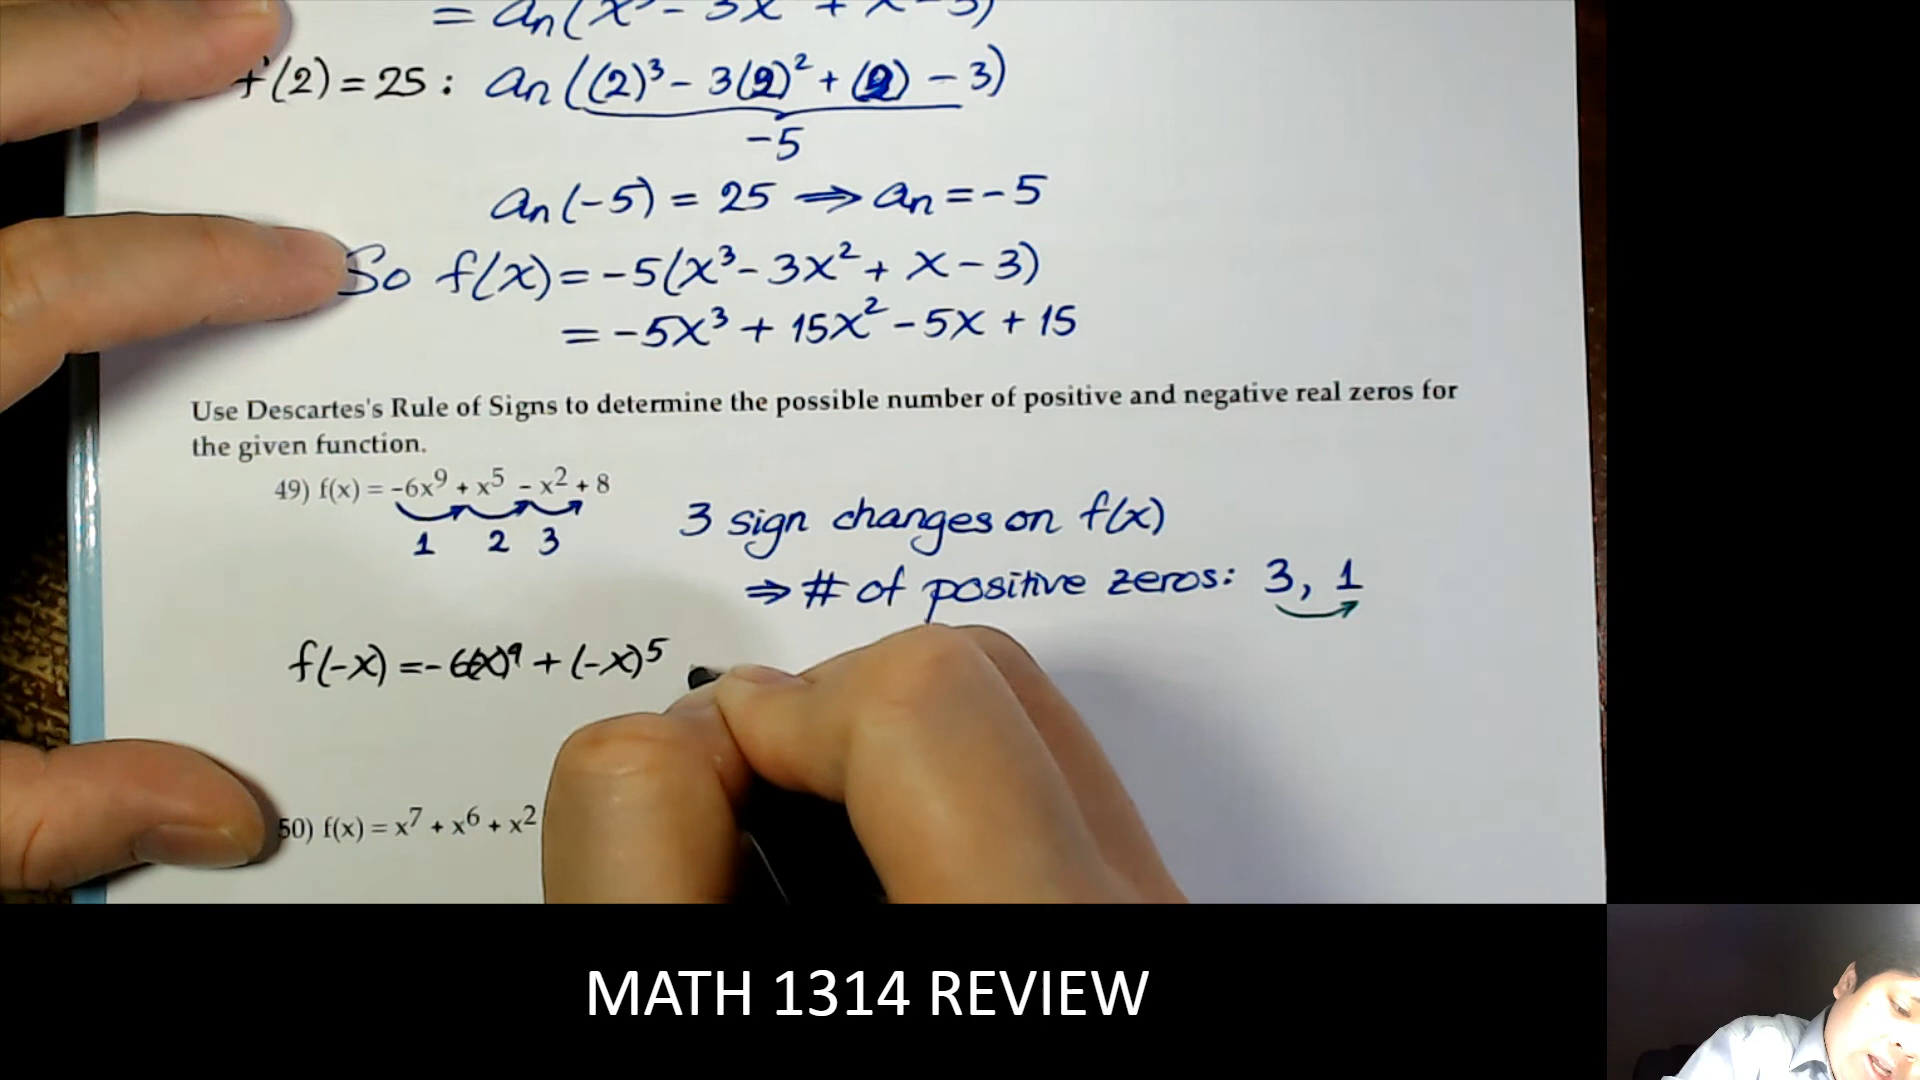 = an(x³ - 3x² + x - 3)
f(2) = 25 : an((2)³ - 3(2)² + (2) - 3)
-5
an(-5) = 25 ⇒ an = -5
So f(x) = -5(x³ - 3x² + x - 3)
= -5x³ + 15x² - 5x + 15
Use Descartes's Rule of Signs to determine the possible number of positive and negative real zeros for
the given function.
49) f(x) = -6x⁹ + x⁵ - x² + 8
1 2 3
3 sign changes on f(x)
⇒ # of positive zeros: 3, 1
f(-x) = -6(-x)⁹ + (-x)⁵
50) f(x) = x⁷ + x⁶ + x²
MATH 1314 REVIEW